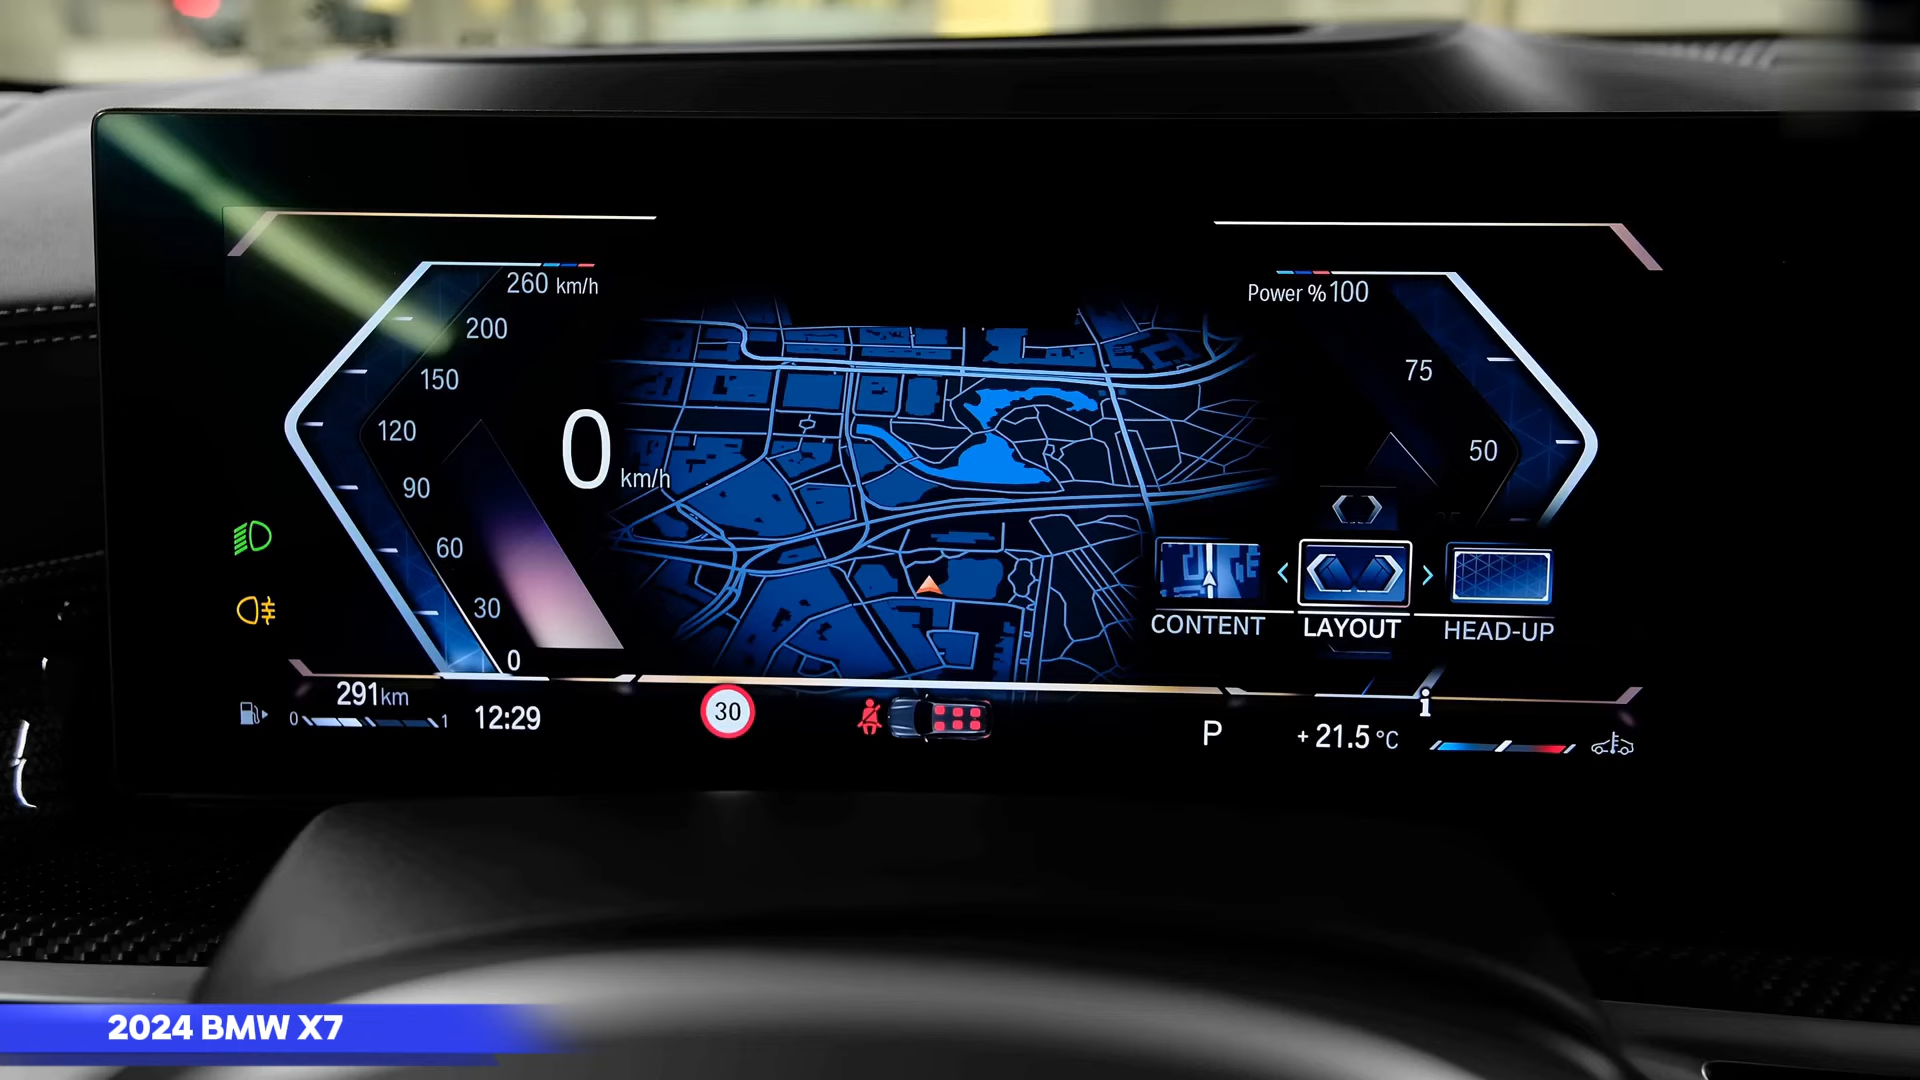 260 km/h
200
150
120
90
60
30
0
0
km/h
Power %100
75
50
CONTENT
LAYOUT
HEAD-UP
291km
0
1
12:29
30
P
+ 21.5 °C
2024 BMW X7